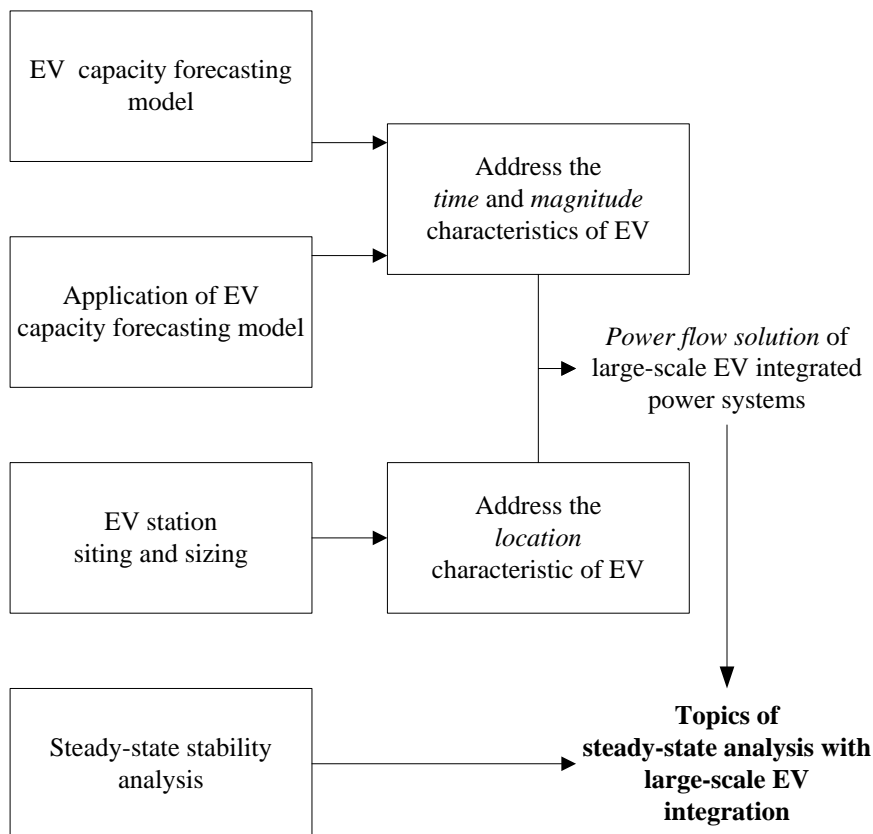 EV capacity forecasting
model
Address the
time and magnitude
characteristics of EV
Application of EV
capacity forecasting model
Power flow solution of
large-scale EV integrated
power systems
EV station
siting and sizing
Address the
location
characteristic of EV
Steady-state stability
analysis
Topics of
steady-state analysis with
large-scale EV
integration